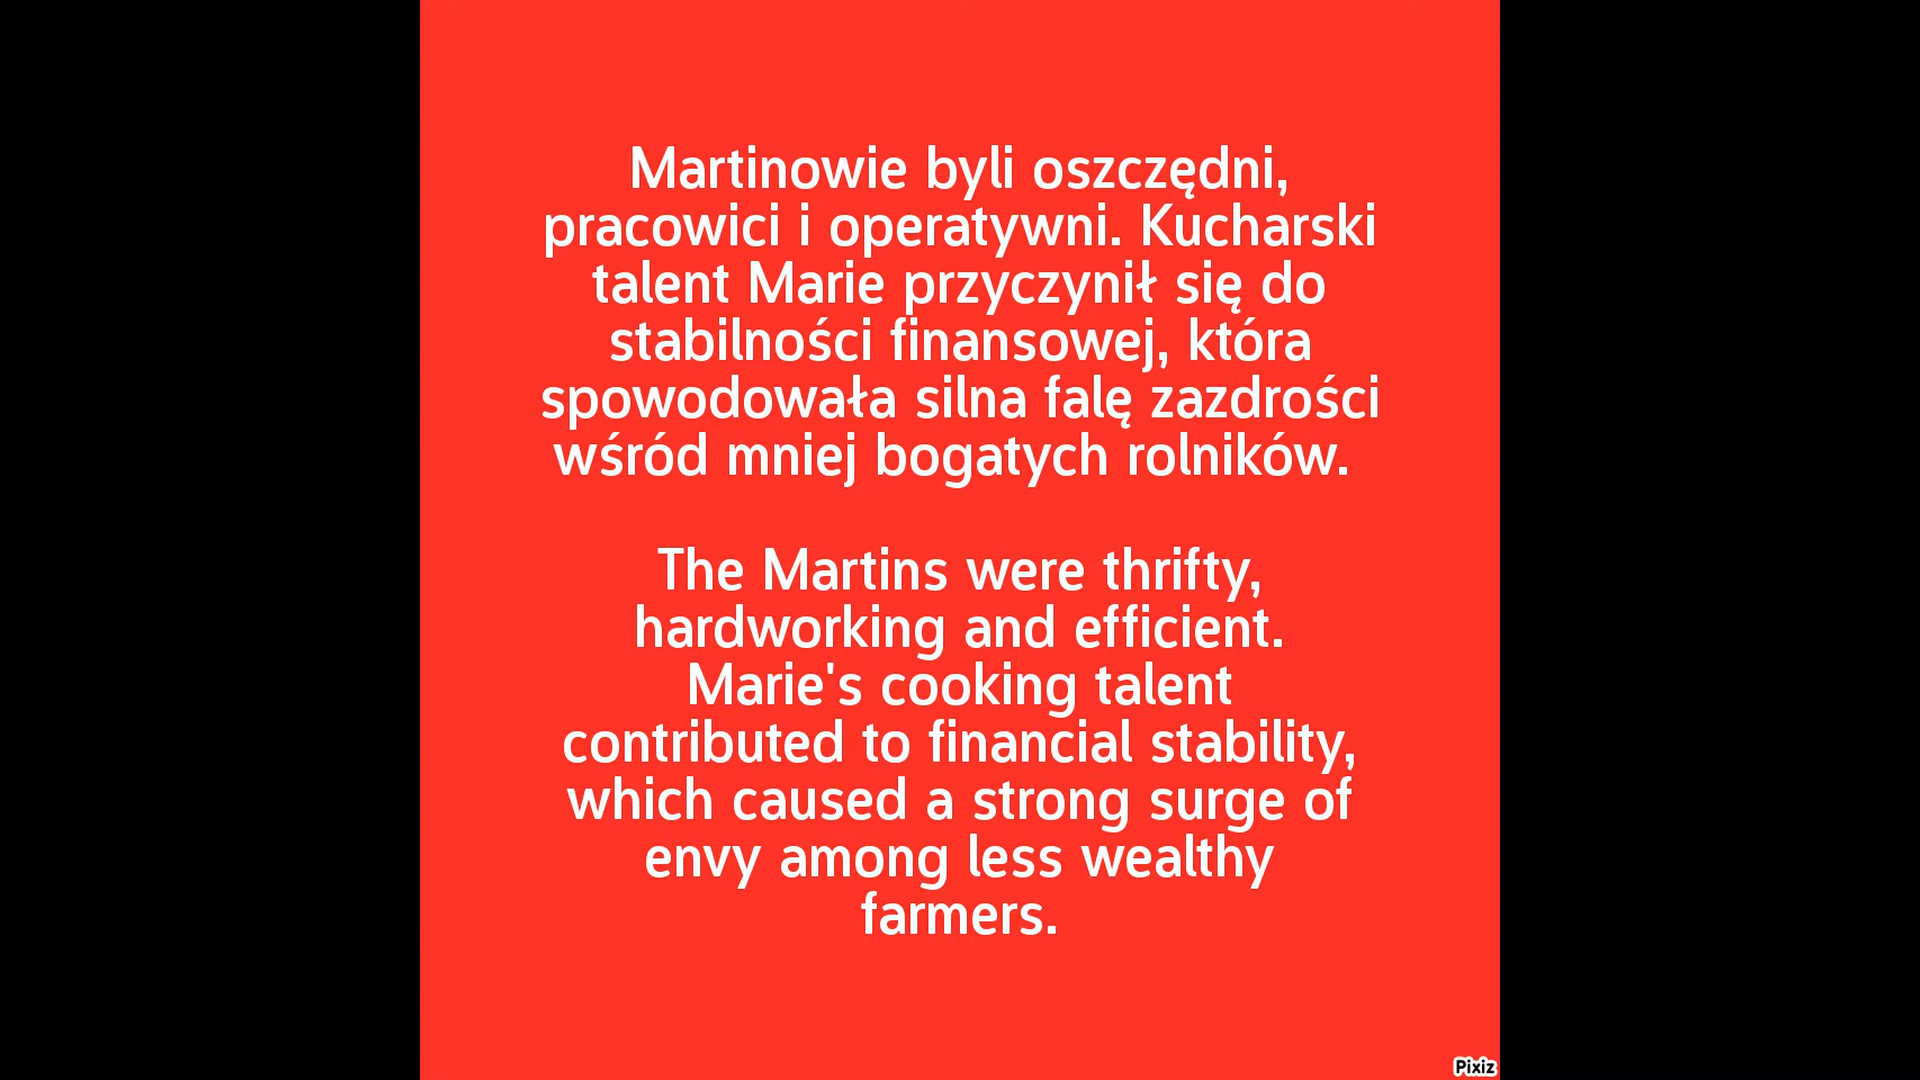 Martinowie byli oszczędni,
pracowici i operatywni. Kucharski
talent Marie przyczynił się do
stabilności finansowej, która
spowodowała silna falę zazdrości
wśród mniej bogatych rolników.
The Martins were thrifty,
hardworking and efficient.
Marie's cooking talent
contributed to financial stability,
which caused a strong surge of
envy among less wealthy
farmers.
Pixiz